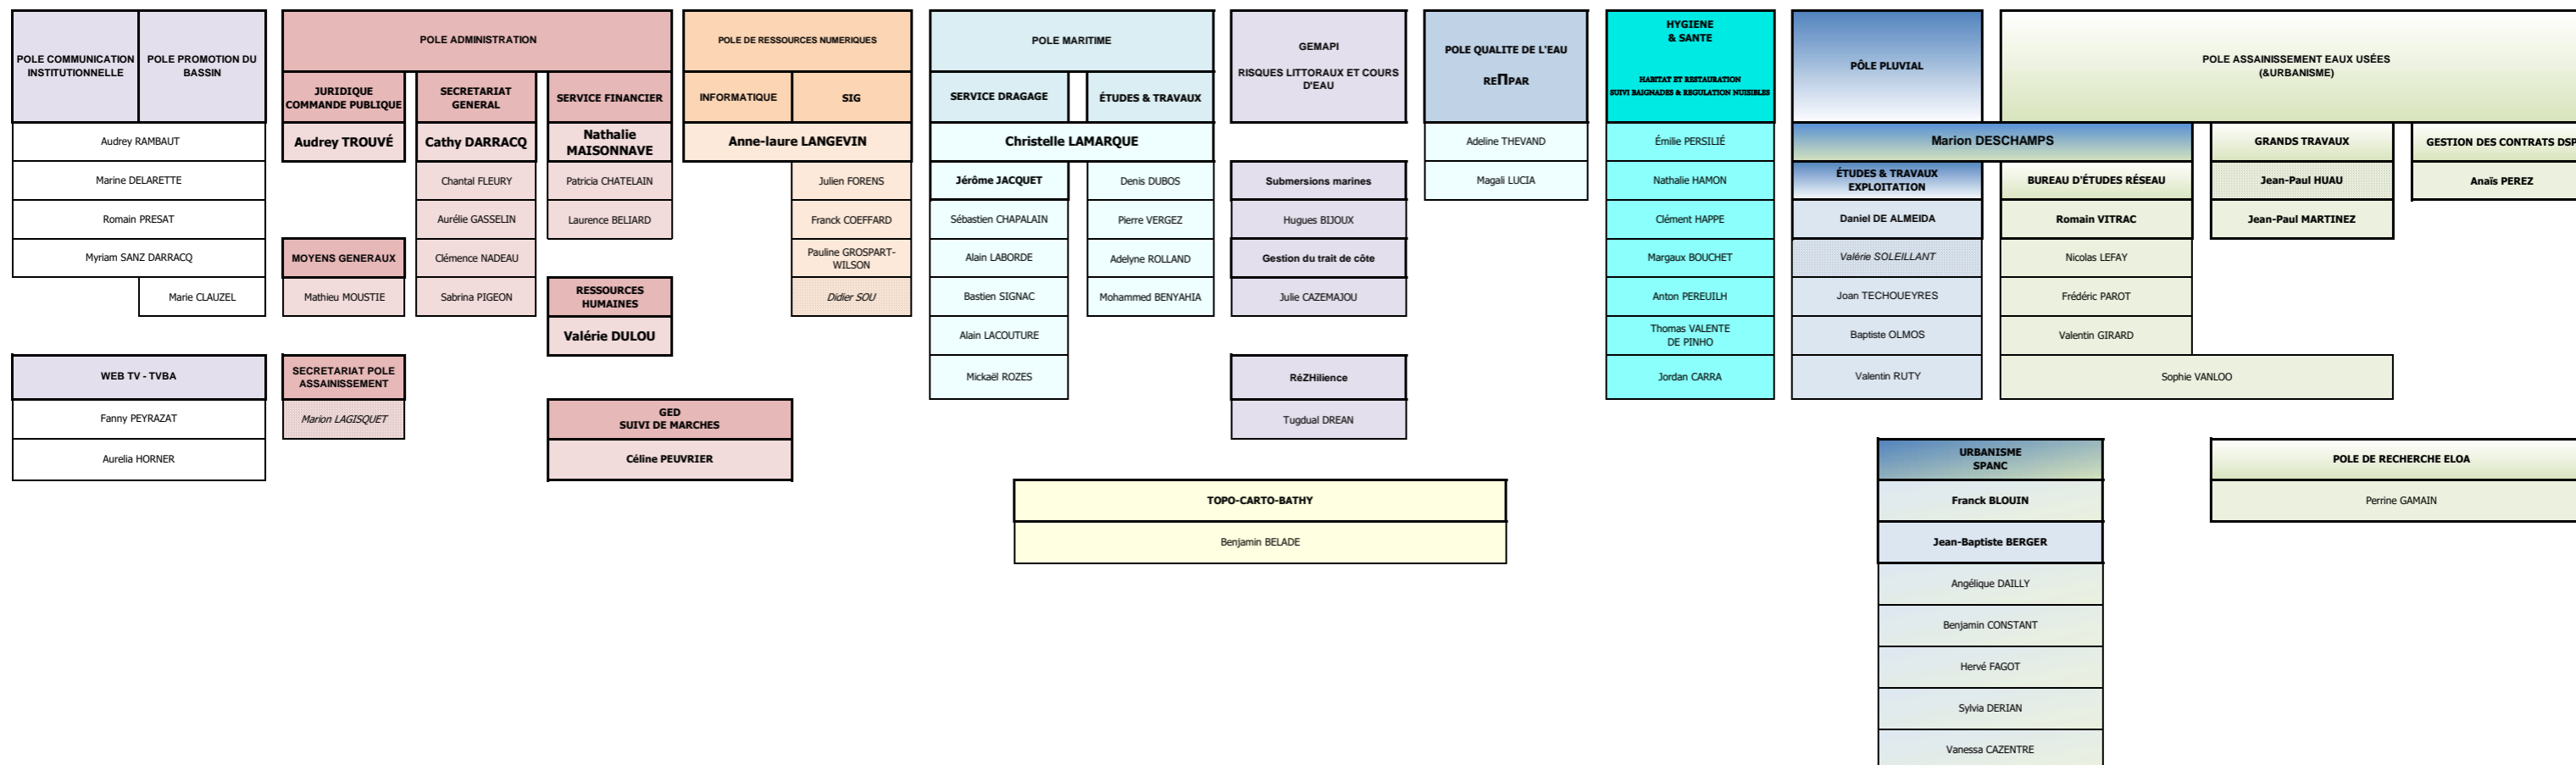 POLE COMMUNICATION
INSTITUTIONNELLE
POLE PROMOTION DU
BASSIN
Audrey RAMBAUT
Marine DELARETTE
Romain PRESAT
Myriam SANZ DARRACQ
Marie CLAUZEL
WEB TV - TVBA
Fanny PEYRAZAT
Aurelia HORNER
POLE ADMINISTRATION
JURIDIQUE
COMMANDE PUBLIQUE
Audrey TROUVÉ
MOYENS GENERAUX
Mathieu MOUSTIE
SECRETARIAT POLE
ASSAINISSEMENT
Marion LAGISQUET
SECRETARIAT
GENERAL
Cathy DARRACQ
Chantal FLEURY
Aurélie GASSELIN
Clémence NADEAU
Sabrina PIGEON
SERVICE FINANCIER
Nathalie
MAISONNAVE
Patricia CHATELAIN
Laurence BELIARD
RESSOURCES
HUMAINES
Valérie DULOU
GED
SUIVI DE MARCHES
Céline PEUVRIER
POLE DE RESSOURCES NUMERIQUES
INFORMATIQUE
SIG
Anne-laure LANGEVIN
Julien FORENS
Franck COEFFARD
Pauline GROSPART-
WILSON
Didier SOU
POLE MARITIME
SERVICE DRAGAGE
ÉTUDES & TRAVAUX
Christelle LAMARQUE
Jérôme JACQUET
Sébastien CHAPALAIN
Alain LABORDE
Bastien SIGNAC
Alain LACOUTURE
Mickaël ROZES
Denis DUBOS
Pierre VERGEZ
Adelyne ROLLAND
Mohammed BENYAHIA
GEMAPI
RISQUES LITTORAUX ET COURS
D'EAU
Submersions marines
Hugues BIJOUX
Gestion du trait de côte
Julie CAZEMAJOU
RéZHilience
Tugdual DREAN
TOPO-CARTO-BATHY
Benjamin BELADE
POLE QUALITE DE L'EAU
REΠPAR
Adeline THEVAND
Magali LUCIA
HYGIENE
& SANTE
HABITAT ET RESTAURATION
SUIVI BAIGNADES & REGULATION NUISIBLES
Émilie PERSILIÉ
Nathalie HAMON
Clément HAPPE
Margaux BOUCHET
Anton PEREUILH
Thomas VALENTE
DE PINHO
Jordan CARRA
PÔLE PLUVIAL
POLE ASSAINISSEMENT EAUX USÉES
(&URBANISME)
Marion DESCHAMPS
ÉTUDES & TRAVAUX
EXPLOITATION
Daniel DE ALMEIDA
Valérie SOLEILLANT
Joan TECHOUEYRES
Baptiste OLMOS
Valentin RUTY
BUREAU D'ÉTUDES RÉSEAU
Romain VITRAC
Nicolas LEFAY
Frédéric PAROT
Valentin GIRARD
Sophie VANLOO
GRANDS TRAVAUX
Jean-Paul HUAU
Jean-Paul MARTINEZ
GESTION DES CONTRATS DSP
Anaïs PEREZ
URBANISME
SPANC
Franck BLOUIN
Jean-Baptiste BERGER
Angélique DAILLY
Benjamin CONSTANT
Hervé FAGOT
Sylvia DERIAN
Vanessa CAZENTRE
POLE DE RECHERCHE ELOA
Perrine GAMAIN